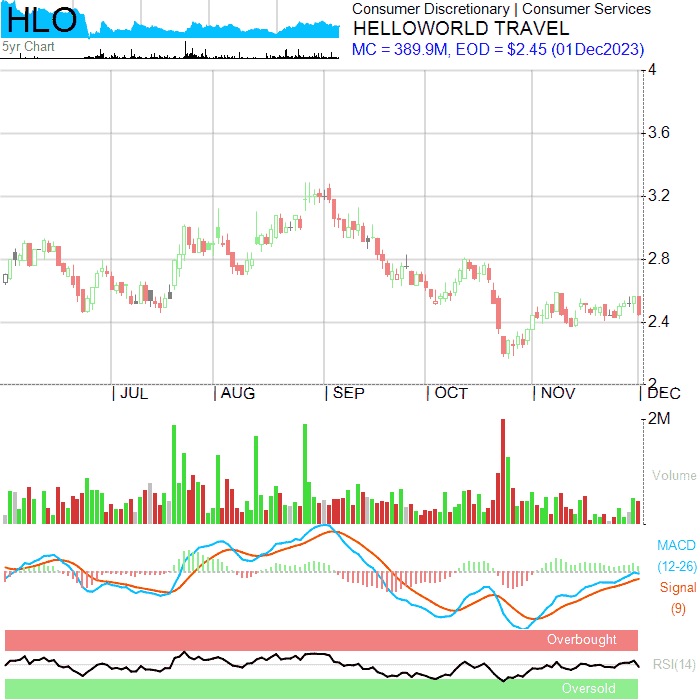 HLO
Consumer Discretionary | Consumer Services
HELLOWORLD TRAVEL
5yr Chart
MC = 389.9M, EOD = $2.45 (01Dec2023)
4
3.6
3.2
2.8
2.4
2
| JUL
| AUG
| SEP
| OCT
| NOV
| DEC
2M
Volume
MACD
(12-26)
Signal
(9)
Overbought
RSI(14)
Oversold